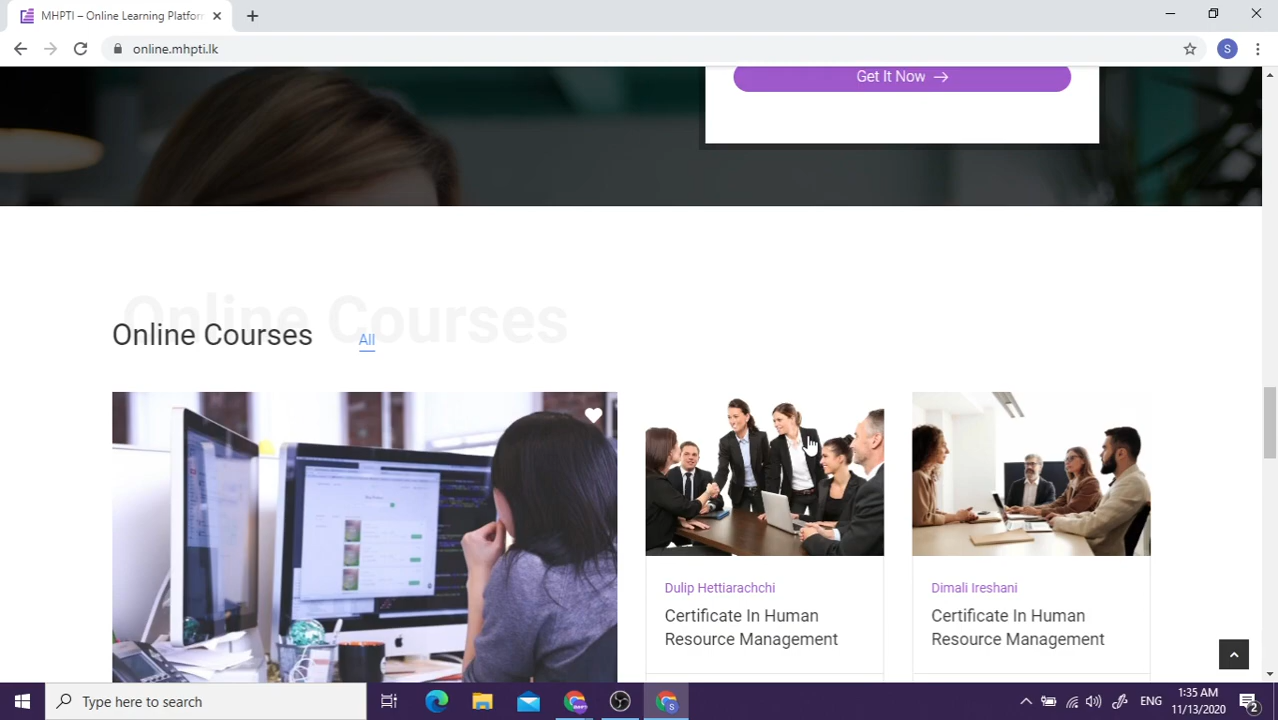 MHPTI – Online Learning Platfor
online.mhpti.lk
S
Get It Now →
Online Courses
Online Courses
All
Dulip Hettiarachchi
Certificate In Human
Resource Management
Dimali Ireshani
Certificate In Human
Resource Management
Type here to search
S
ENG
1:35 AM
11/13/2020
2